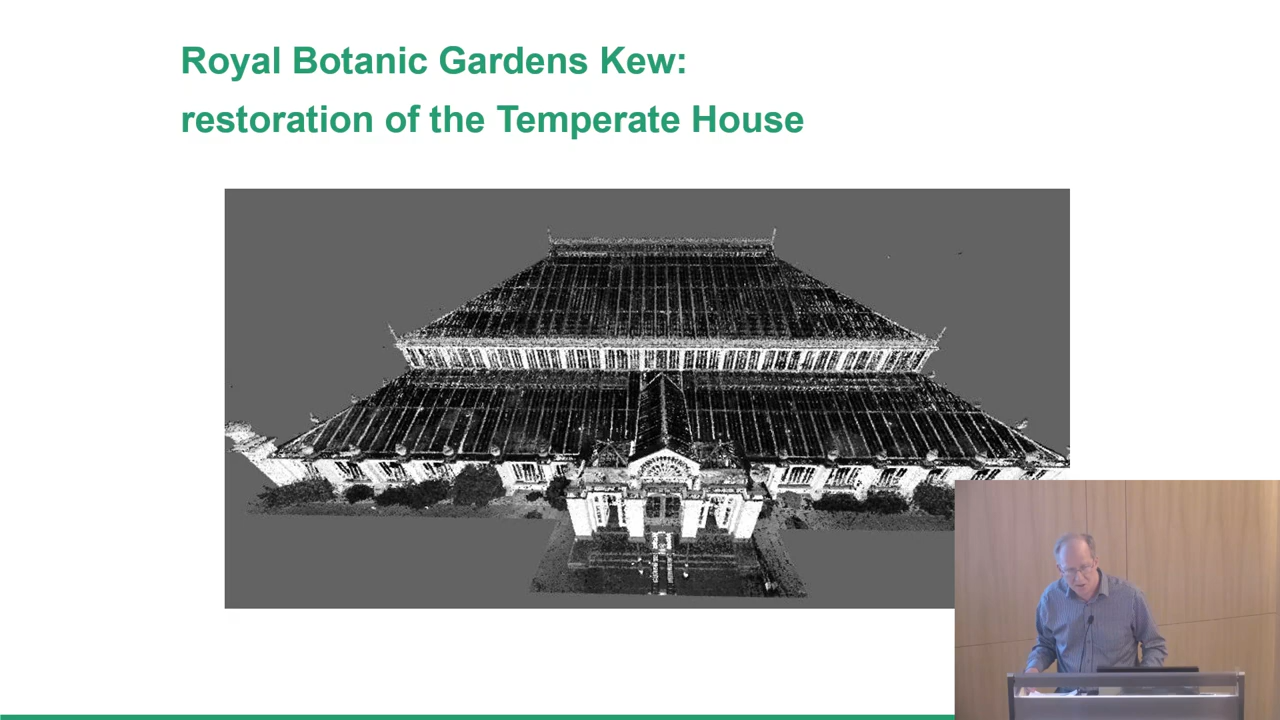 Royal Botanic Gardens Kew:
restoration of the Temperate House